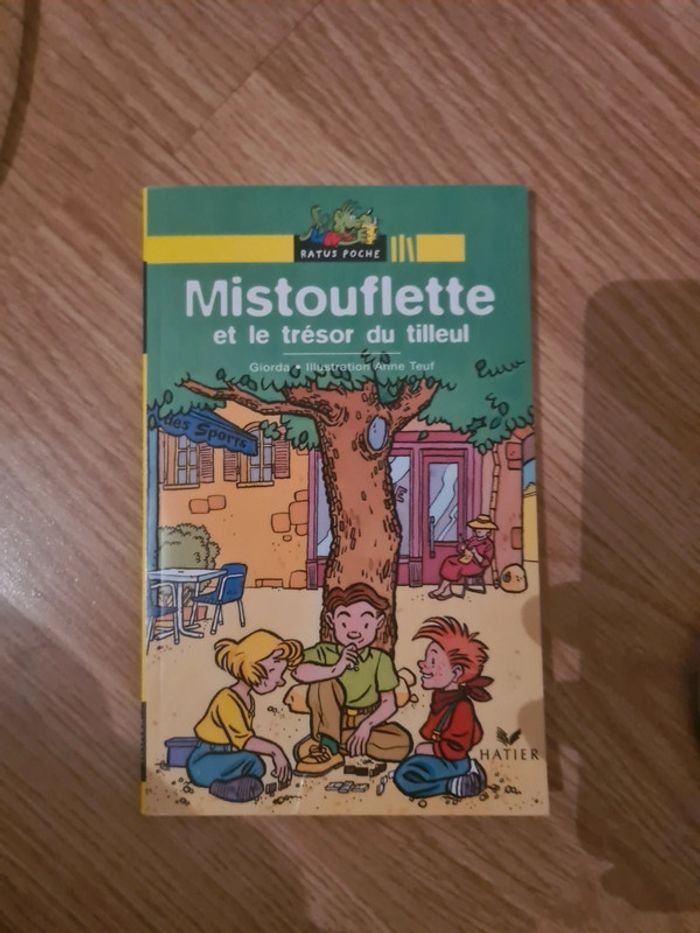 RATUS POCHE
Mistouflette
et le trésor du tilleul
Giorda • Illustration Anne Teuf
des Sports
HATIER